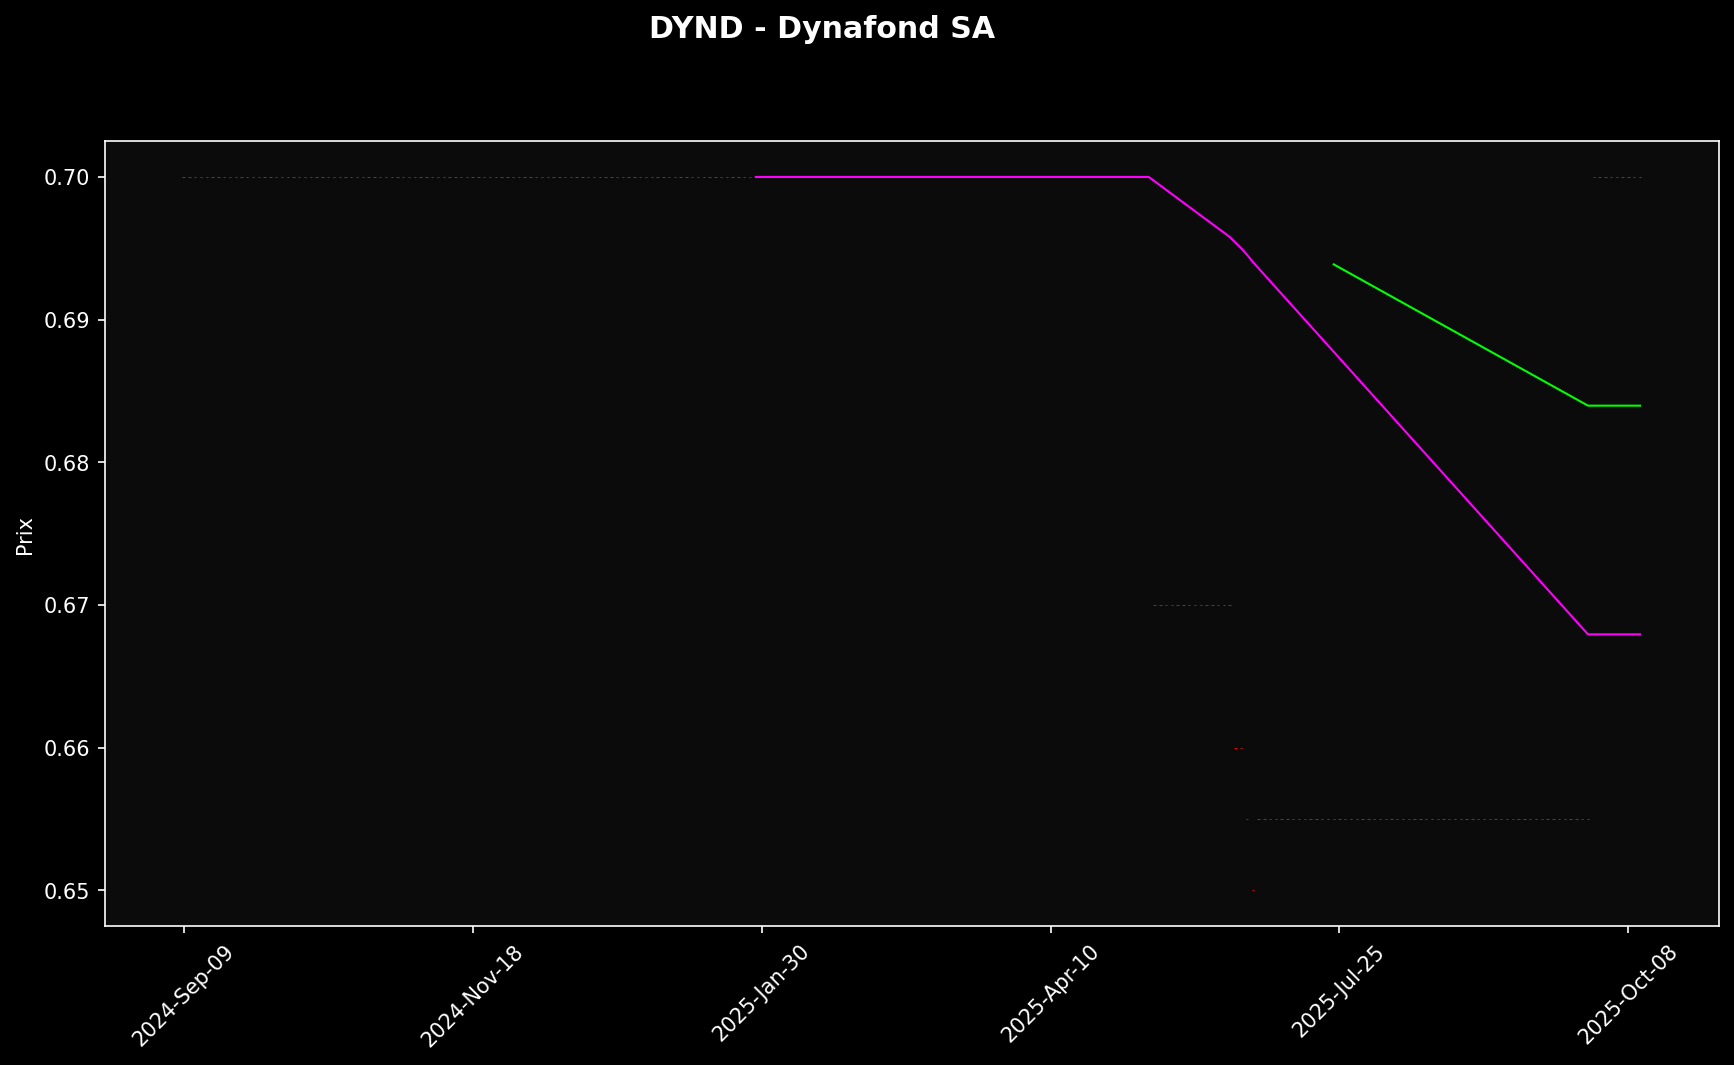 DYND - Dynafond SA
0.70
0.69
0.68
0.67
0.66
0.65
Prix
2024-Sep-09
2024-Nov-18
2025-Jan-30
2025-Apr-10
2025-Jul-25
2025-Oct-08